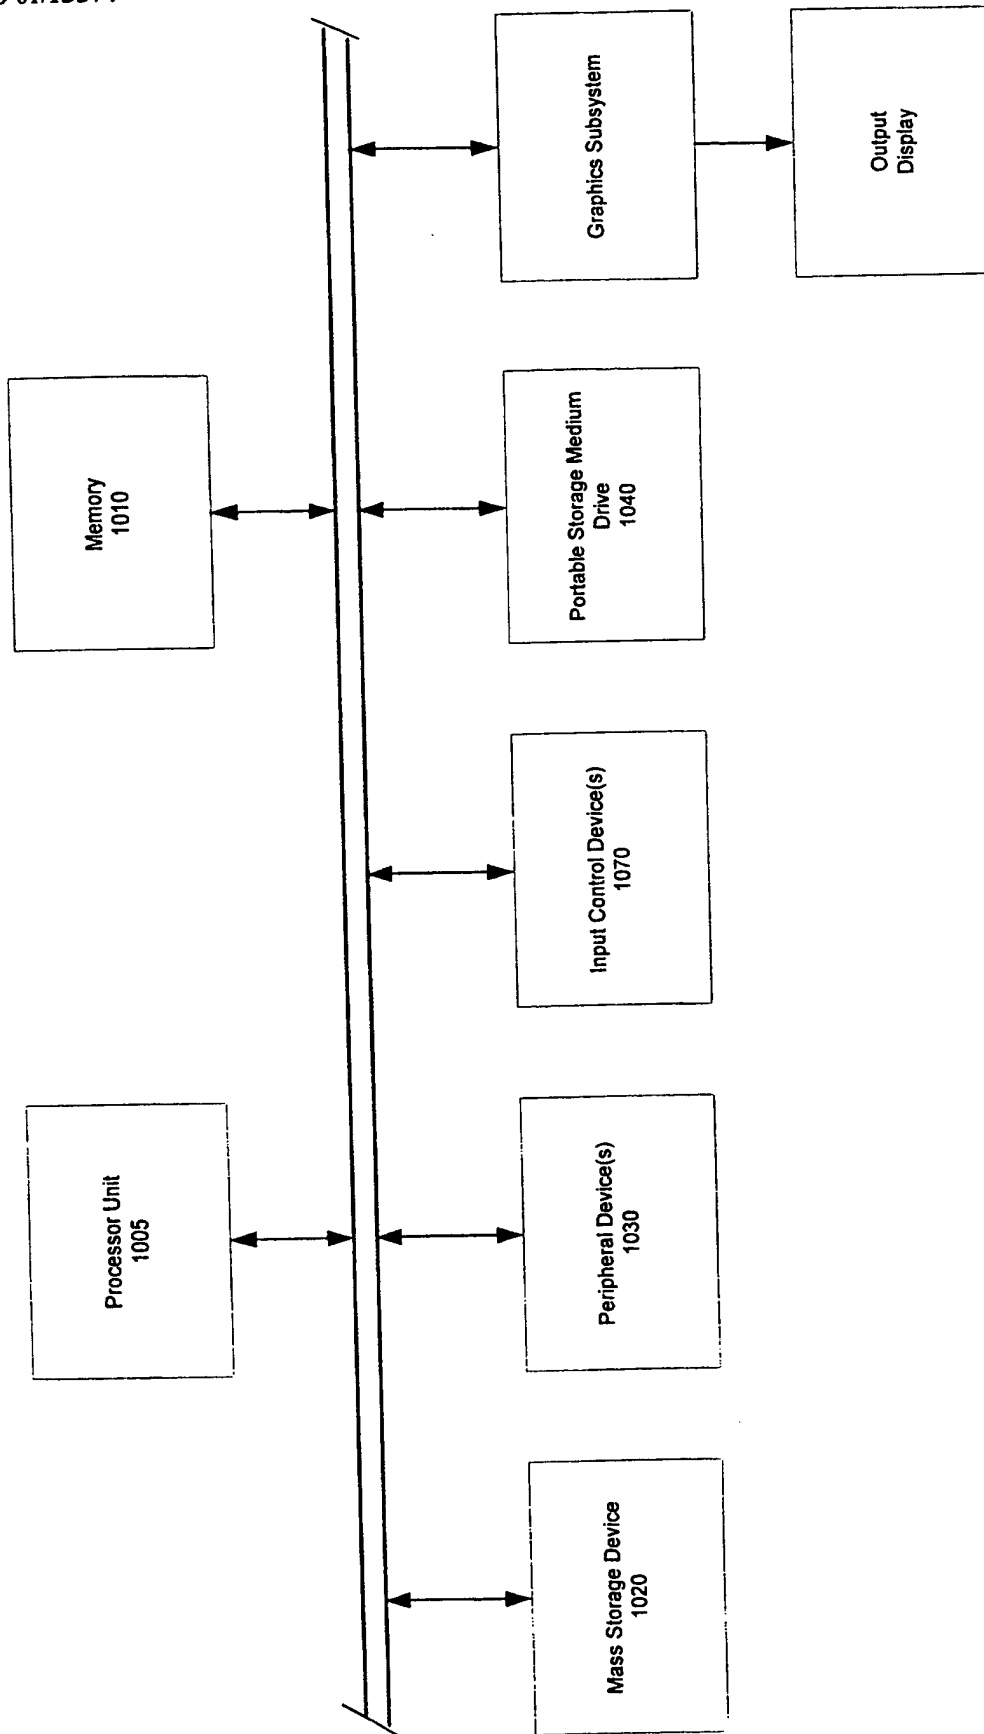 Processor Unit
1005
Memory
1010
Mass Storage Device
1020
Peripheral Device(s)
1030
Input Control Device(s)
1070
Portable Storage Medium
Drive
1040
Graphics Subsystem
Output
Display